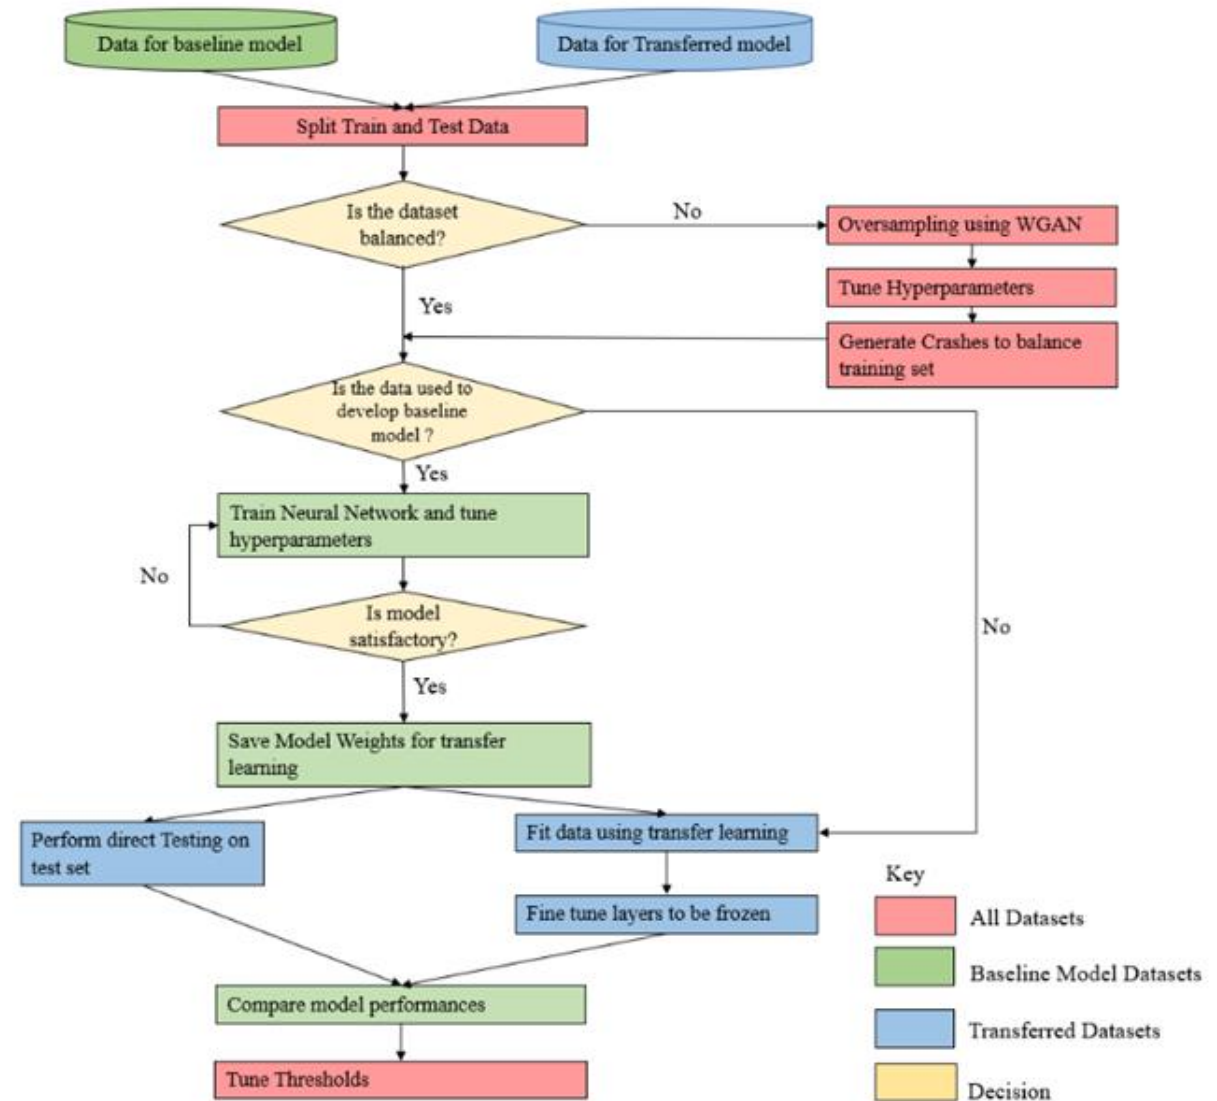 Data for baseline model
Data for Transferred model
Split Train and Test Data
Is the dataset
balanced?
No
Oversampling using WGAN
Tune Hyperparameters
Yes
Generate Crashes to balance
training set
Is the data used to
develop baseline
model ?
Yes
Train Neural Network and tune
hyperparameters
No
Is model
satisfactory?
No
Yes
Save Model Weights for transfer
learning
Perform direct Testing on
test set
Fit data using transfer learning
Fine tune layers to be frozen
Key
All Datasets
Baseline Model Datasets
Transferred Datasets
Decision
Compare model performances
Tune Thresholds